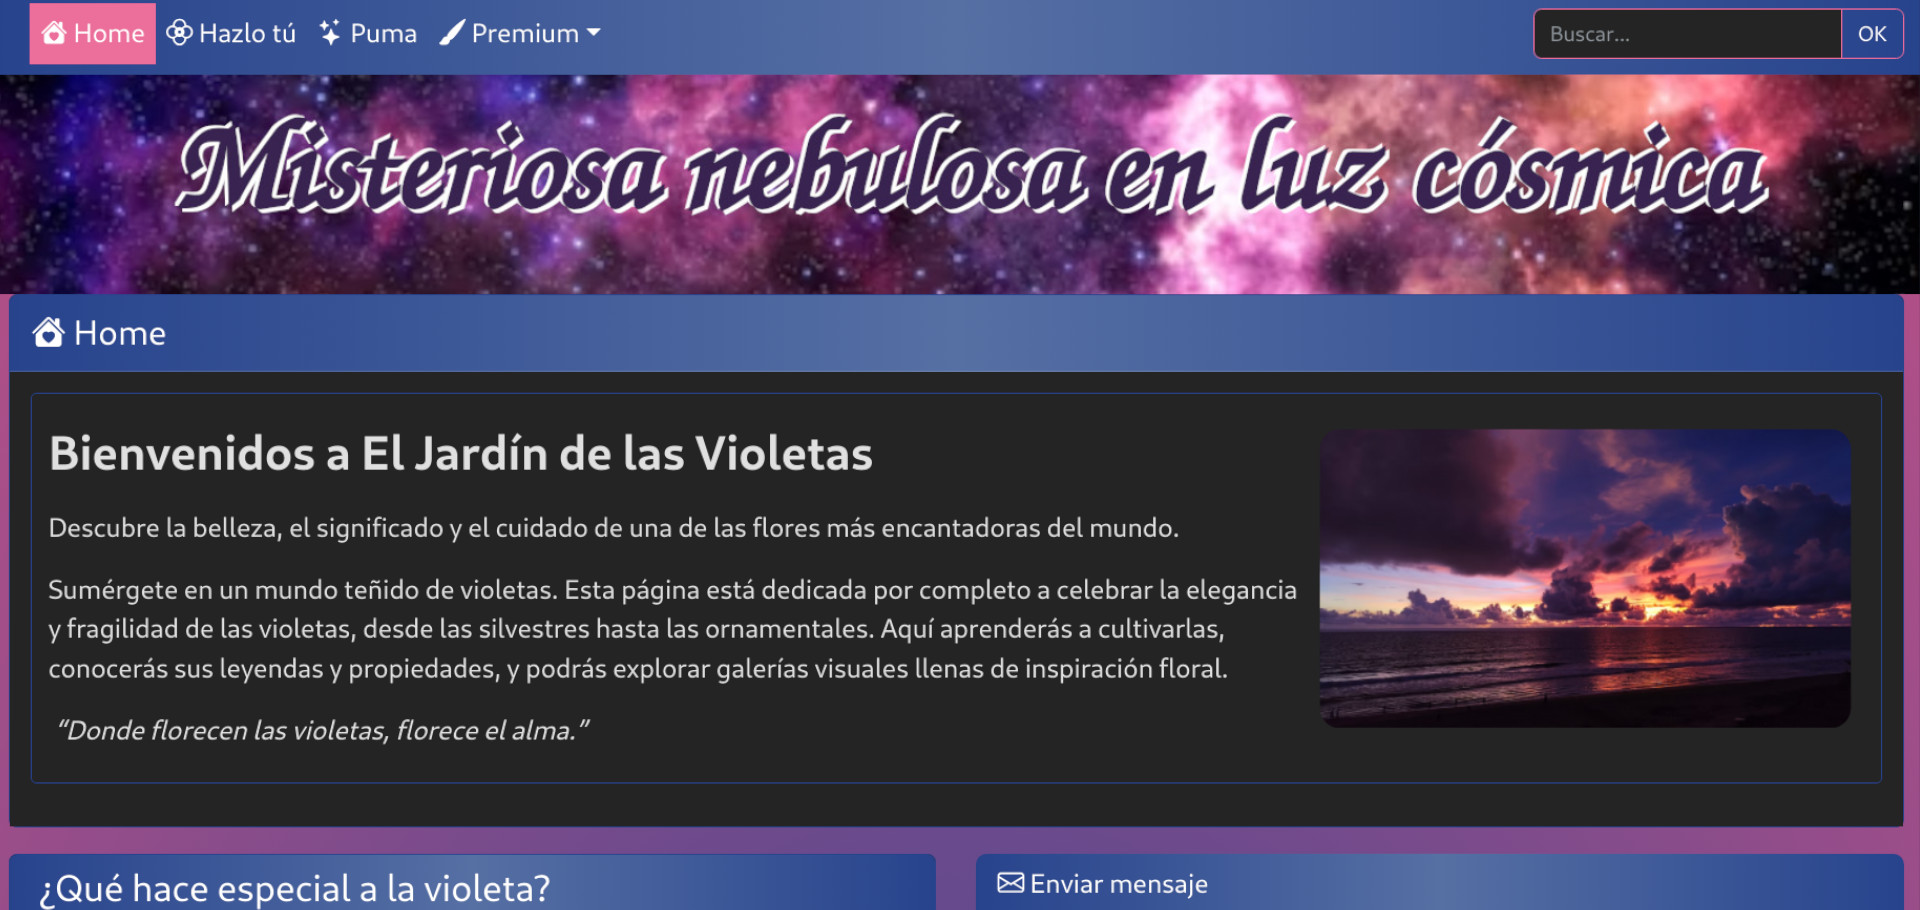 Home Hazlo tú Puma Premium Buscar... OK
Misteriosa nebulosa en luz cósmica
Home
Bienvenidos a El Jardín de las Violetas
Descubre la belleza, el significado y el cuidado de una de las flores más encantadoras del mundo.
Sumérgete en un mundo teñido de violetas. Esta página está dedicada por completo a celebrar la elegancia
y fragilidad de las violetas, desde las silvestres hasta las ornamentales. Aquí aprenderás a cultivarlas,
conocerás sus leyendas y propiedades, y podrás explorar galerías visuales llenas de inspiración floral.
“Donde florecen las violetas, florece el alma.”
¿Qué hace especial a la violeta?
Enviar mensaje